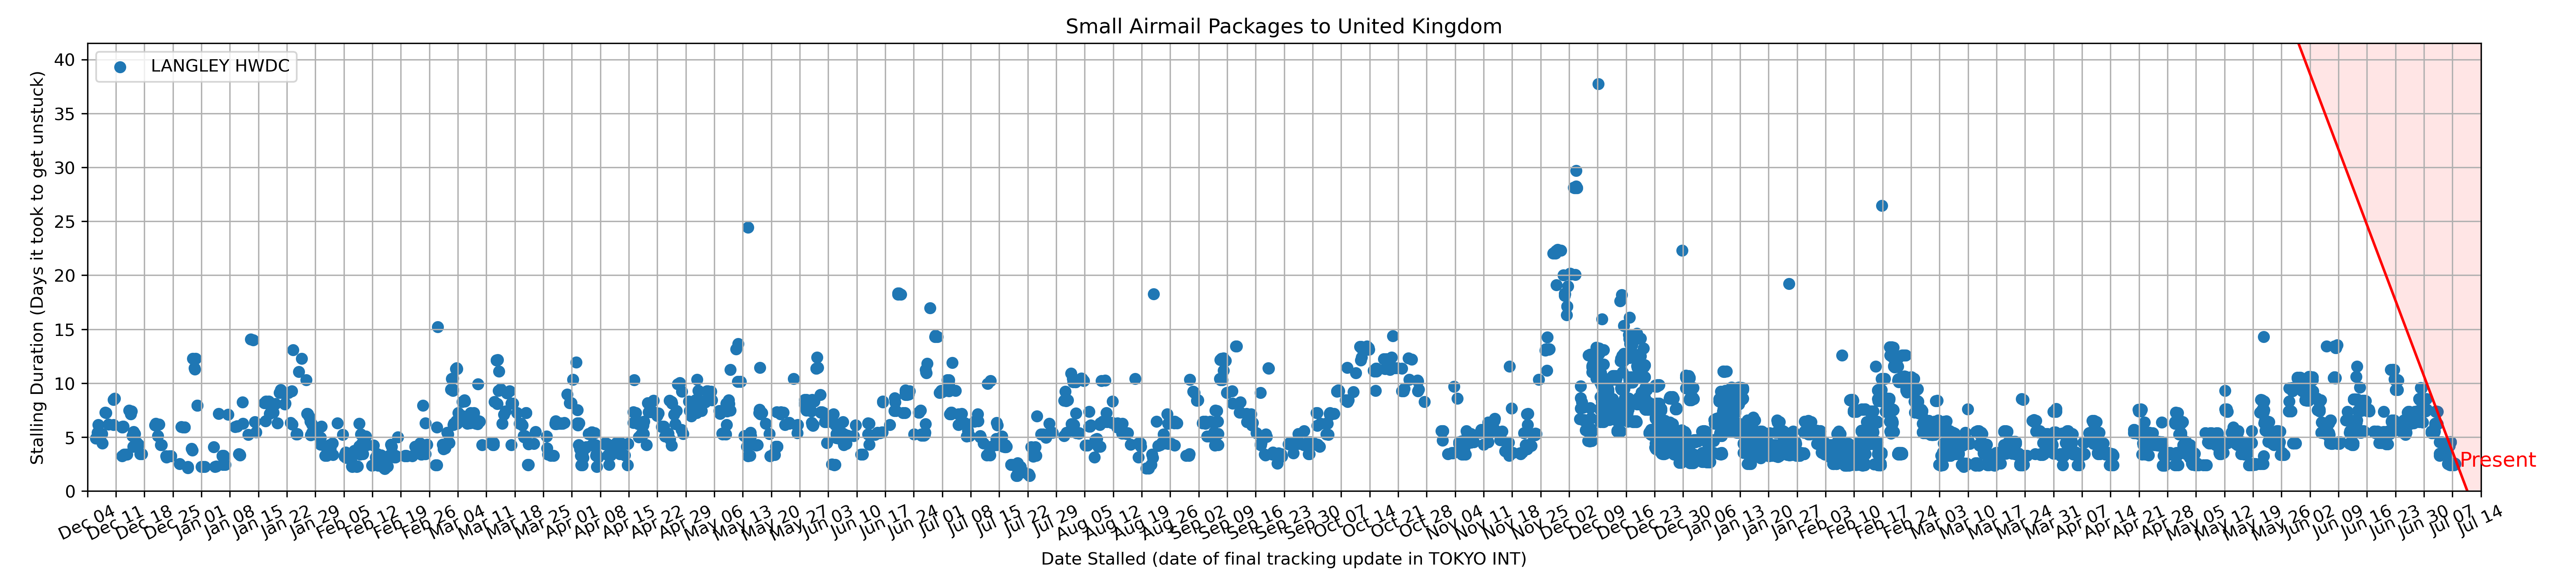 Small Airmail Packages to United Kingdom
LANGLEY HWDC
Stalling Duration (Days it took to get unstuck)
40
35
30
25
20
15
10
5
0
Present
Dec 04 Dec 11 Dec 18 Dec 25 Jan 01 Jan 08 Jan 15 Jan 22 Jan 29 Feb 05 Feb 12 Feb 19 Feb 26 Mar 04 Mar 11 Mar 18 Mar 25 Apr 01 Apr 08 Apr 15 Apr 22 Apr 29 May 06 May 13 May 20 May 27 Jun 03 Jun 10 Jun 17 Jun 24 Jul 01 Jul 08 Jul 15 Jul 22 Jul 29 Aug 05 Aug 12 Aug 19 Aug 26 Sep 02 Sep 09 Sep 16 Sep 23 Sep 30 Oct 07 Oct 14 Oct 21 Oct 28 Nov 04 Nov 11 Nov 18 Nov 25 Dec 02 Dec 09 Dec 16 Dec 23 Dec 30 Jan 06 Jan 13 Jan 20 Jan 27 Feb 03 Feb 10 Feb 17 Feb 24 Mar 03 Mar 10 Mar 17 Mar 24 Mar 31 Apr 07 Apr 14 Apr 21 Apr 28 May 05 May 12 May 19 May 26 Jun 02 Jun 09 Jun 16 Jun 23 Jun 30 Jul 07 Jul 14
Date Stalled (date of final tracking update in TOKYO INT)